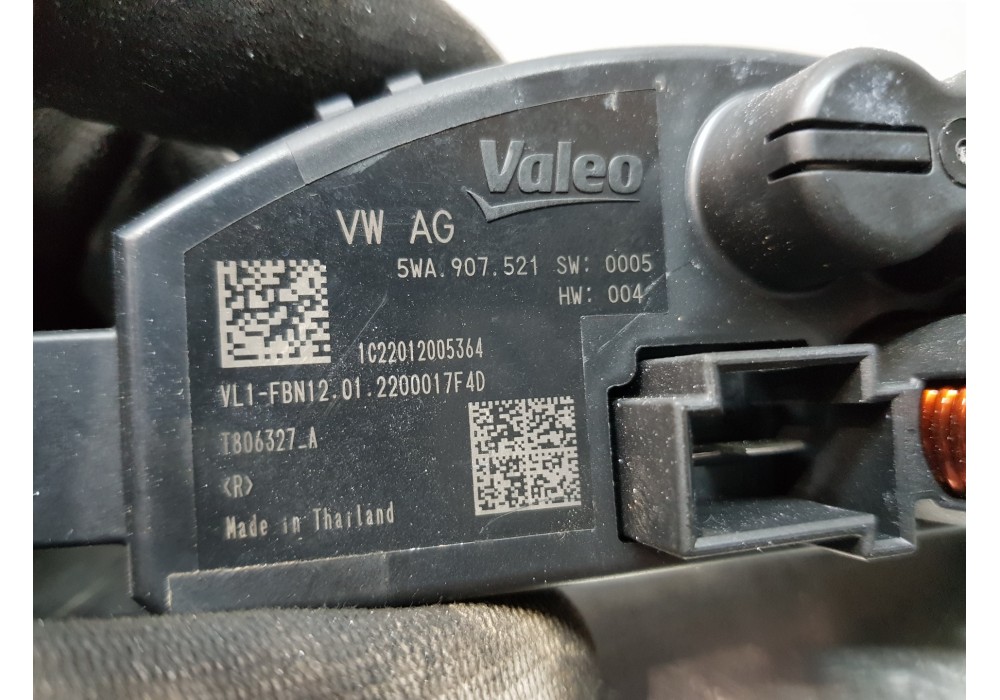 Valeo
VW AG
5WA.907.521 SW: 0005
HW: 004
1C22012005364
VL1-FBN12.01.2200017F4D
T806327_A
<R>
Made in Thailand